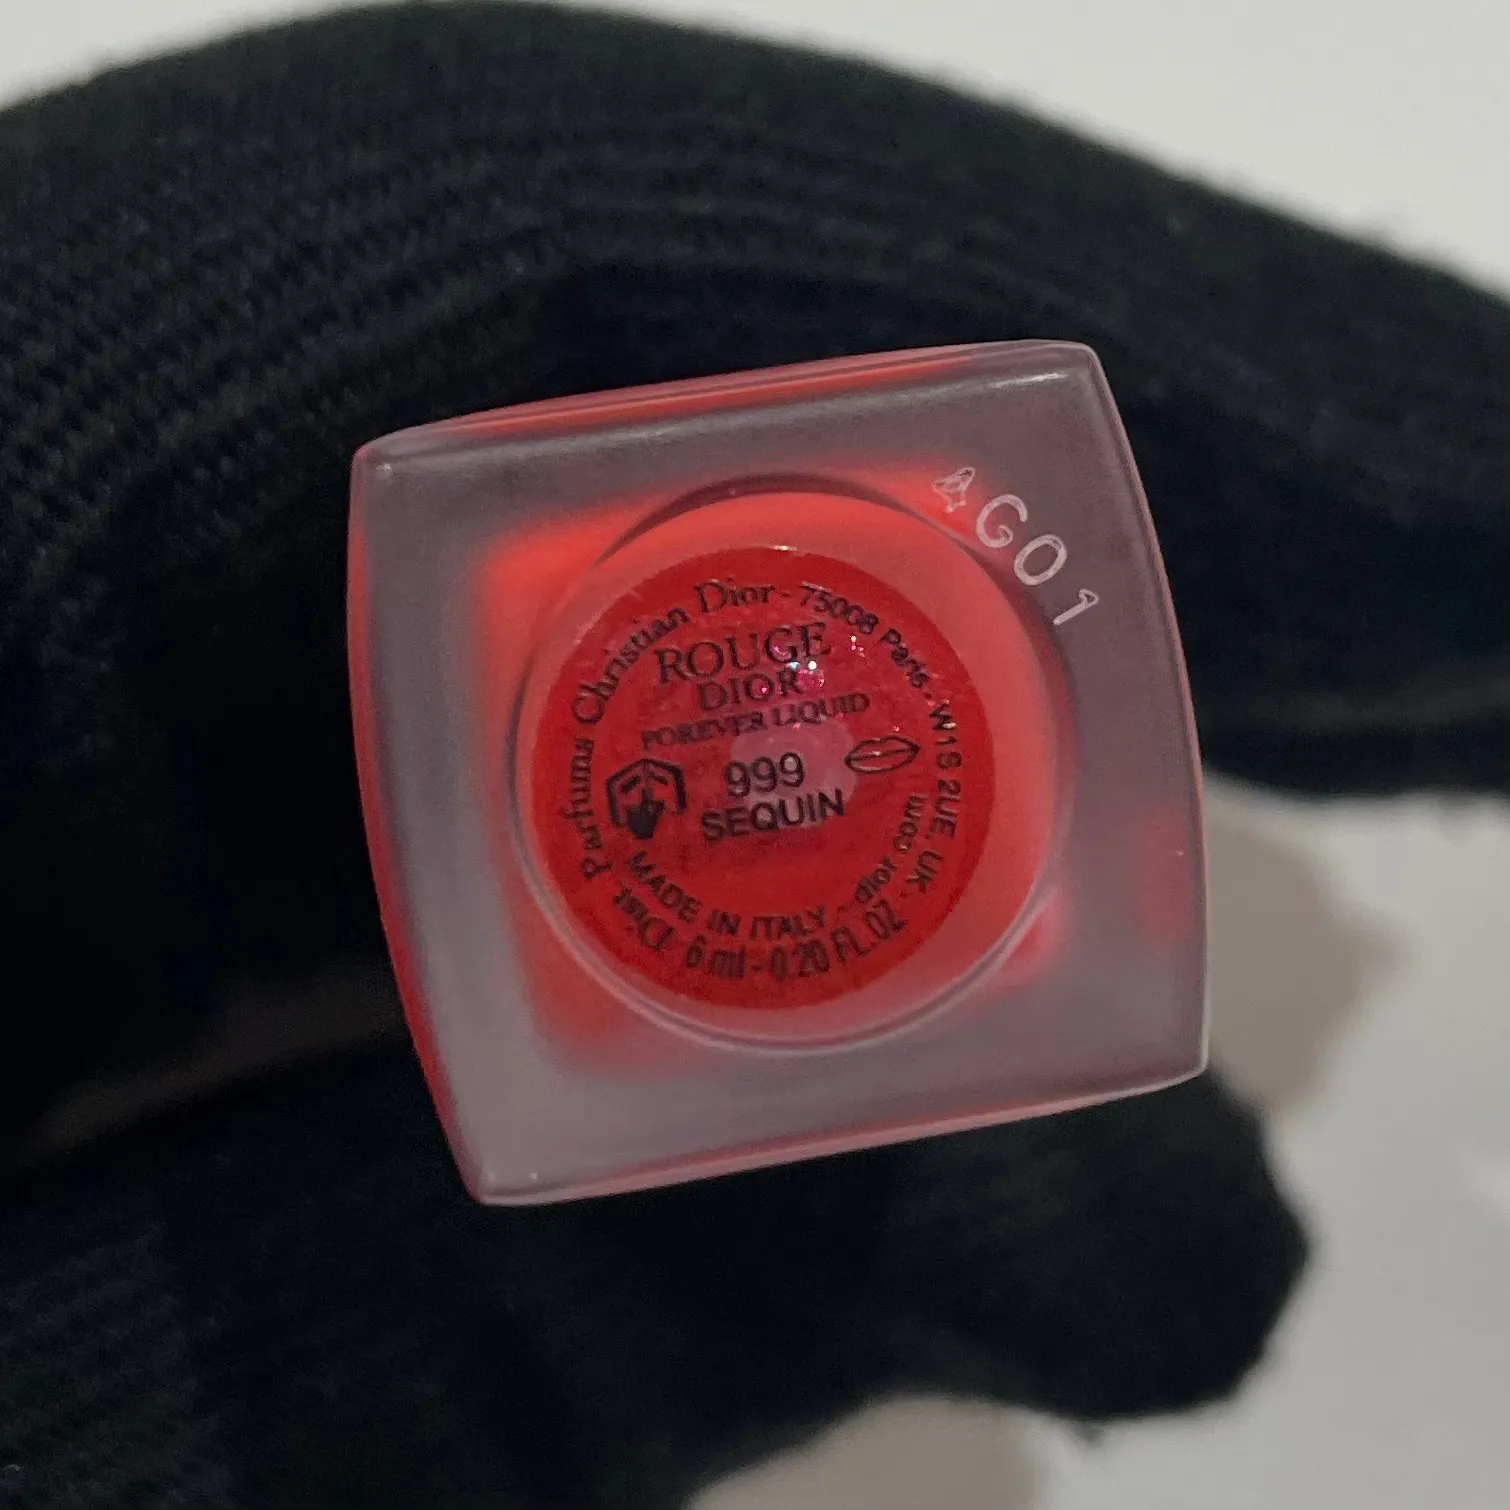 4G01
Parfums Christian Dior - 75008 Paris - W1S 2UE, UK.
ROUGE
DIOR
FOREVER LIQUID
999
SEQUIN
MADE IN ITALY - dior.com
Dist. 6 ml - 0.20 FL.OZ